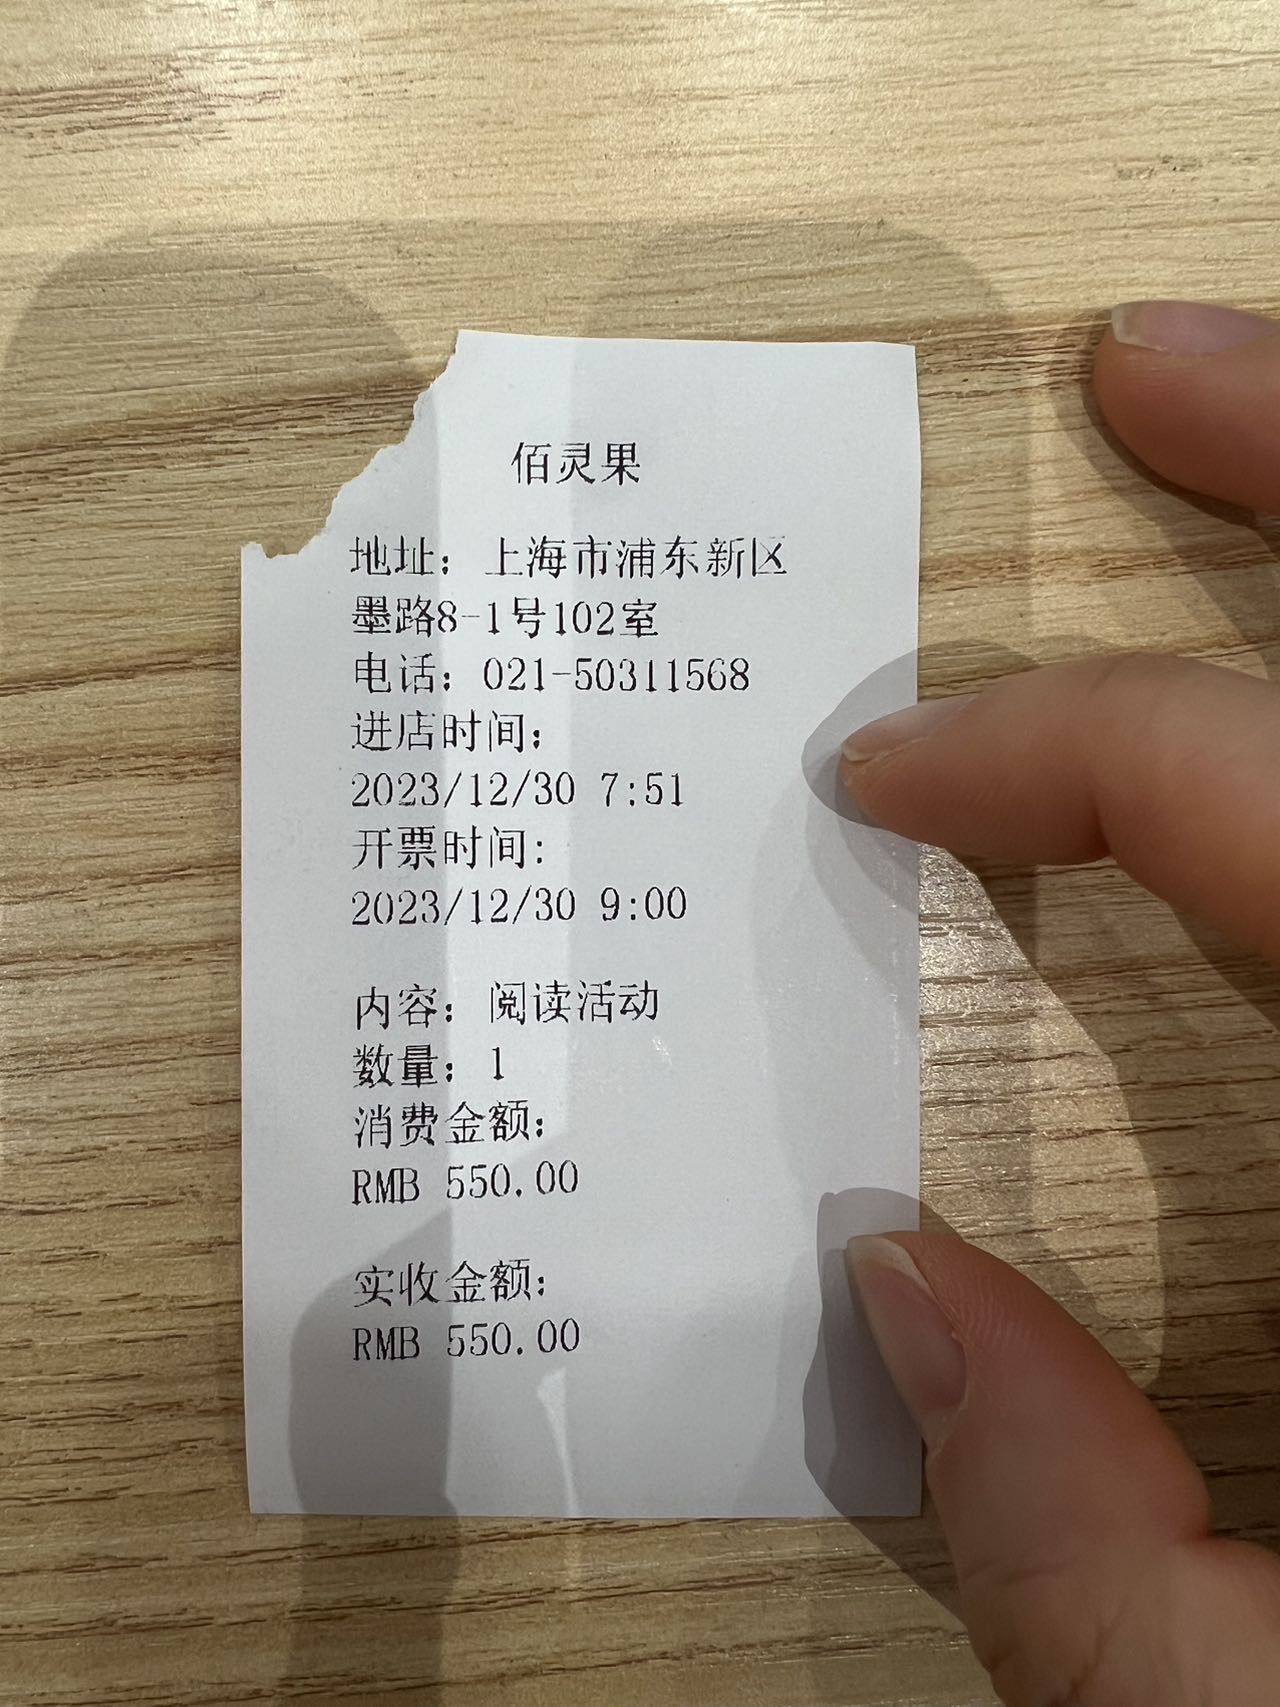 佰灵果
地址：上海市浦东新区
墨路8-1号102室
电话：021-50311568
进店时间：
2023/12/30 7:51
开票时间：
2023/12/30 9:00
内容：阅读活动
数量：1
消费金额：
RMB 550.00
实收金额：
RMB 550.00